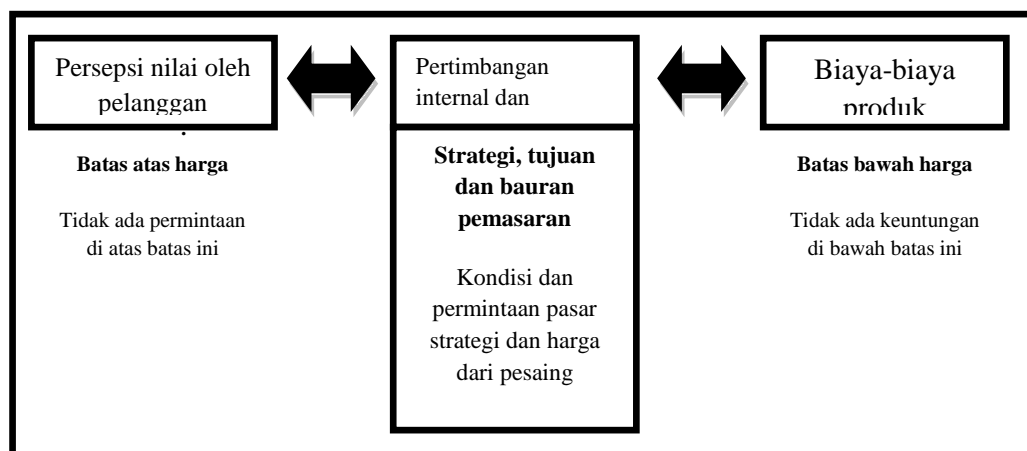 Persepsi nilai oleh
pelanggan
Batas atas harga
Tidak ada permintaan
di atas batas ini
Pertimbangan
internal dan
Strategi, tujuan
dan bauran
pemasaran
Kondisi dan
permintaan pasar
strategi dan harga
dari pesaing
Biaya-biaya
produk
Batas bawah harga
Tidak ada keuntungan
di bawah batas ini